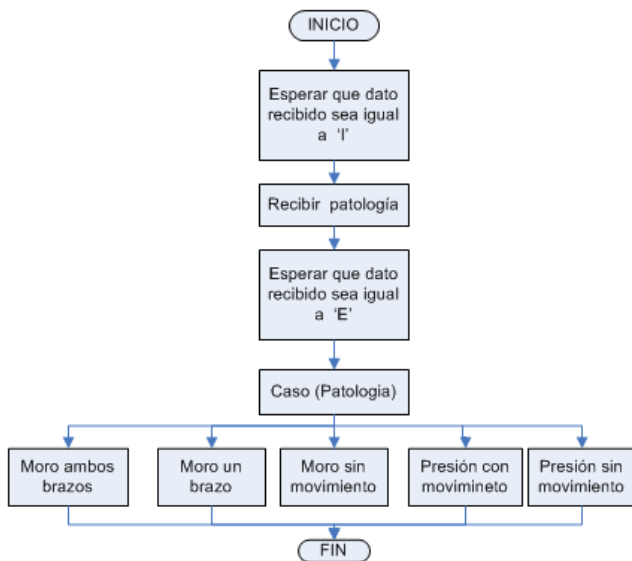 INICIO
Esperar que dato
recibido sea igual
a 'I'
Recibir patología
Esperar que dato
recibido sea igual
a 'E'
Caso (Patologia)
Moro ambos
brazos
Moro un
brazo
Moro sin
movimiento
Presión con
movimineto
Presión sin
movimiento
FIN